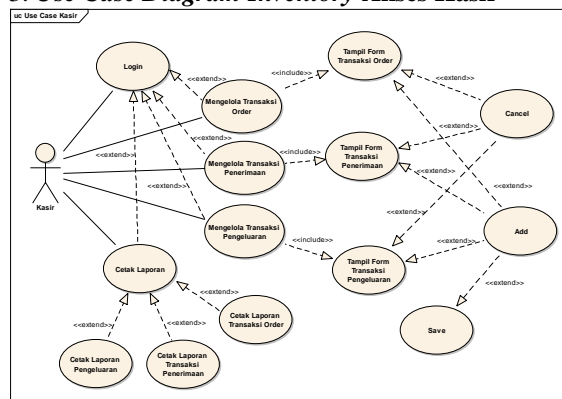 3. Use Case Diagram Inventory Akses Kasir
uc Use Case Kasir
Login
Tampil Form
Transaksi Order
<<extend>>
<<include>>
<<extend>>
Mengelola Transaksi
Order
Cancel
<<extend>>
<<extend>>
<<include>>
Tampil Form
Transaksi
Penerimaan
<<extend>>
Mengelola Transaksi
Penerimaan
Kasir
<<extend>>
<<extend>>
<<extend>>
Mengelola Transaksi
Pengeluaran
Add
<<include>>
Tampil Form
Transaksi
Pengeluaran
<<extend>>
Cetak Laporan
<<extend>>
<<extend>>
Cetak Laporan
Transaksi Order
Save
<<extend>>
<<extend>>
Cetak Laporan
Pengeluaran
Cetak Laporan
Transaksi
Penerimaan